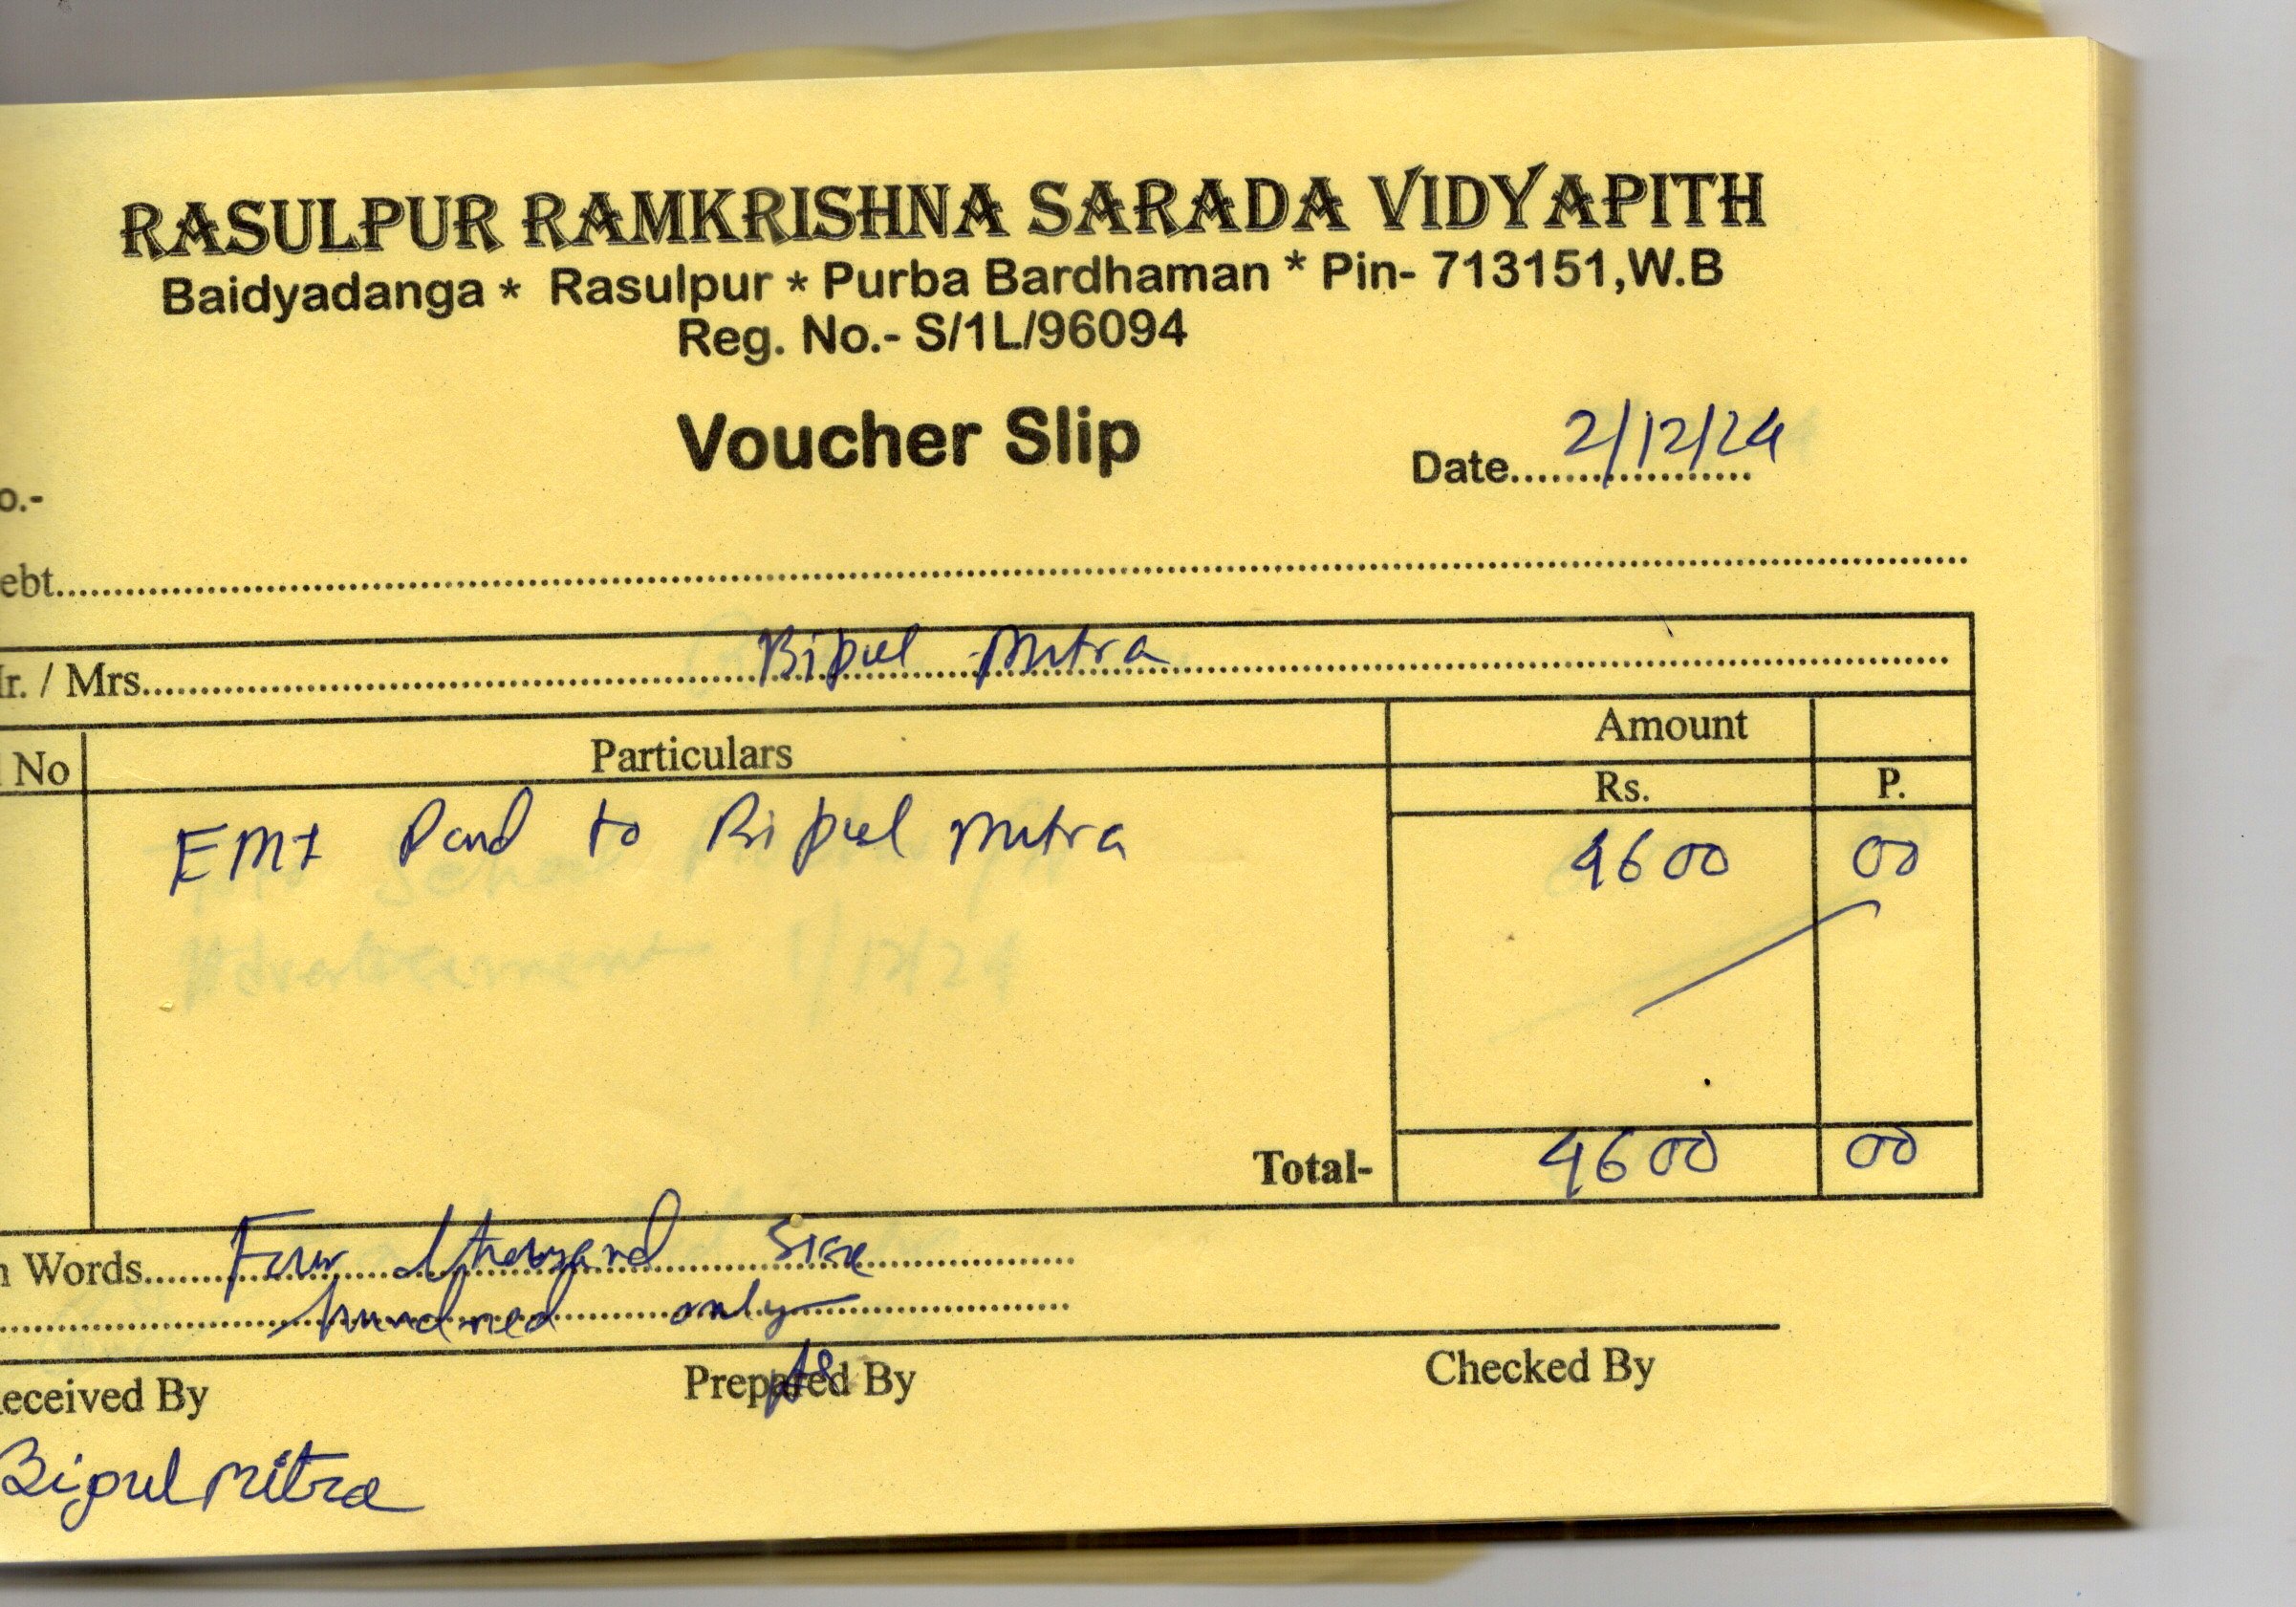 RASULPUR RAMKRISHNA SARADA VIDYAPITH
Baidyadanga * Rasulpur * Purba Bardhaman * Pin- 713151,W.B
Reg. No.- S/1L/96094
Voucher Slip
Date 2/12/24
o.-
ebt
Ir. / Mrs. Bipul Mitra
No Particulars Amount
Rs. P.
EMI Paid to Bipul Mitra 4600 00
Total- 4600 00
n Words Four thousand Six
hundred only
eceived By Prepared By Checked By
Bipul Mitra